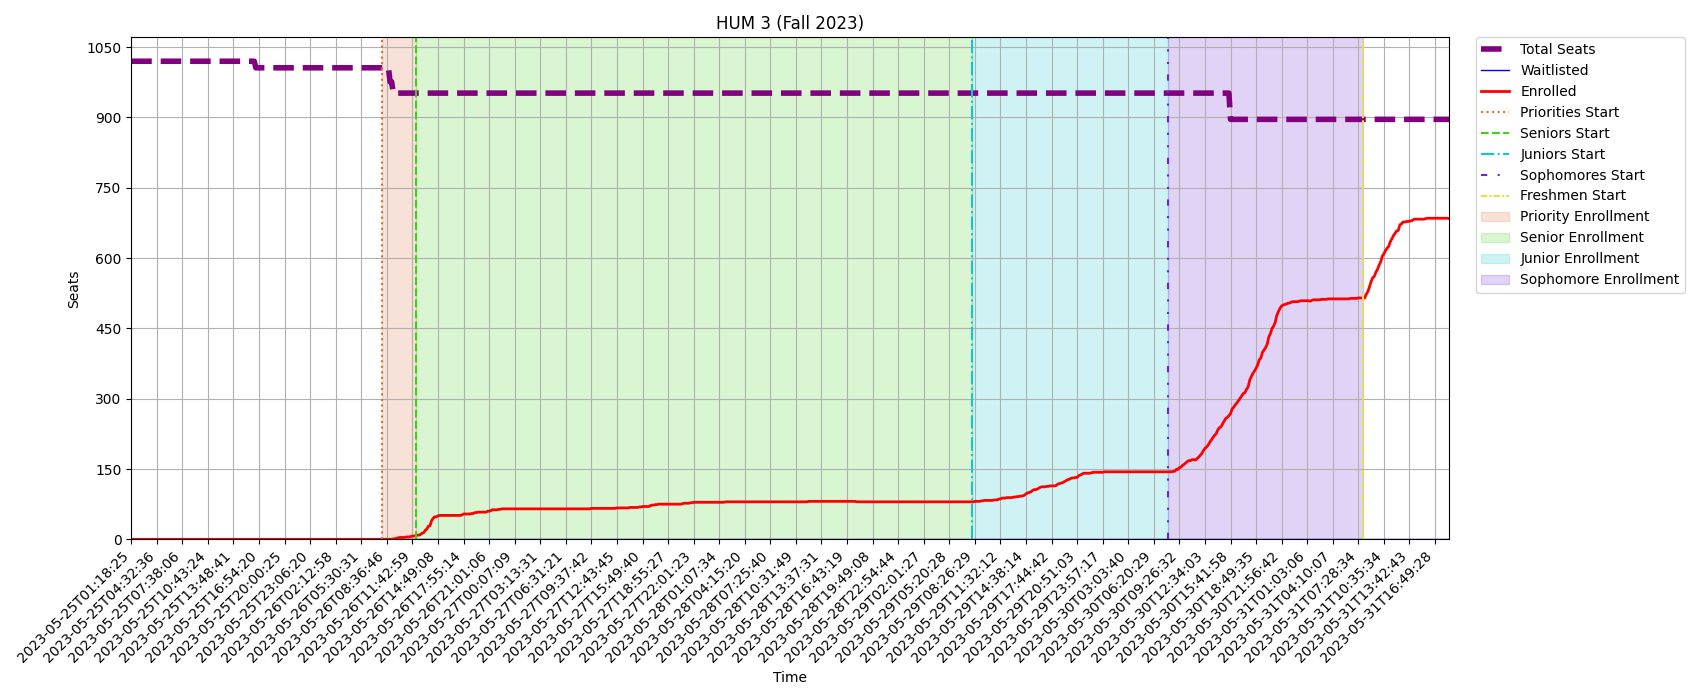 HUM 3 (Fall 2023)
1050
900
750
600
450
300
150
0
Seats
2023-05-25T01:18:25
2023-05-25T04:32:36
2023-05-25T07:38:06
2023-05-25T10:43:24
2023-05-25T13:48:41
2023-05-25T16:54:20
2023-05-25T20:00:25
2023-05-25T23:06:20
2023-05-26T02:12:58
2023-05-26T05:30:31
2023-05-26T08:36:46
2023-05-26T11:42:59
2023-05-26T14:49:08
2023-05-26T17:55:14
2023-05-26T21:01:06
2023-05-27T00:07:09
2023-05-27T03:13:31
2023-05-27T06:31:21
2023-05-27T09:37:42
2023-05-27T12:43:45
2023-05-27T15:49:40
2023-05-27T18:55:27
2023-05-27T22:01:23
2023-05-28T01:07:34
2023-05-28T04:15:20
2023-05-28T07:25:40
2023-05-28T10:31:49
2023-05-28T13:37:31
2023-05-28T16:43:19
2023-05-28T19:49:08
2023-05-28T22:54:44
2023-05-29T02:01:27
2023-05-29T05:20:28
2023-05-29T08:26:29
2023-05-29T11:32:12
2023-05-29T14:38:14
2023-05-29T17:44:42
2023-05-29T20:51:03
2023-05-29T23:57:17
2023-05-30T03:03:40
2023-05-30T06:20:29
2023-05-30T09:26:32
2023-05-30T12:34:03
2023-05-30T15:41:58
2023-05-30T18:49:35
2023-05-30T21:56:42
2023-05-31T01:03:06
2023-05-31T04:10:07
2023-05-31T07:28:34
2023-05-31T10:35:34
2023-05-31T13:42:43
2023-05-31T16:49:28
Time
Total Seats
Waitlisted
Enrolled
Priorities Start
Seniors Start
Juniors Start
Sophomores Start
Freshmen Start
Priority Enrollment
Senior Enrollment
Junior Enrollment
Sophomore Enrollment